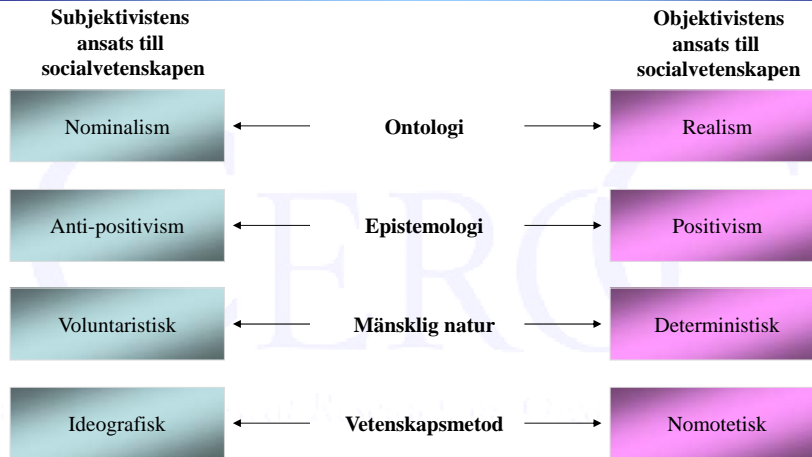 Subjektivistens
ansats till
socialvetenskapen
Objektivistens
ansats till
socialvetenskapen
Nominalism
Ontologi
Realism
Anti-positivism
Epistemologi
Positivism
Voluntaristisk
Mänsklig natur
Deterministisk
Ideografisk
Vetenskapsmetod
Nomotetisk